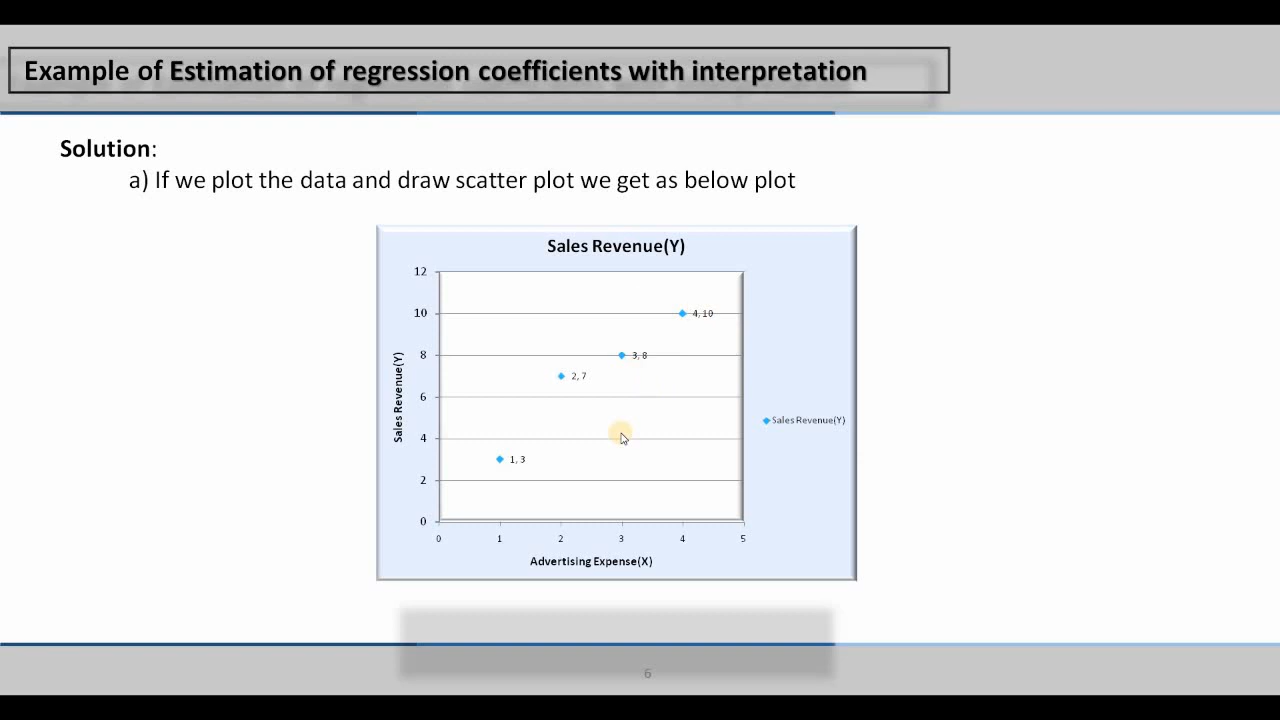 Example of Estimation of regression coefficients with interpretation
Solution:
a) If we plot the data and draw scatter plot we get as below plot
Sales Revenue(Y)
12
10
8
6
4
2
0
Sales Revenue(Y)
4, 10
3, 8
2, 7
1, 3
Sales Revenue(Y)
0 1 2 3 4 5
Advertising Expense(X)
6